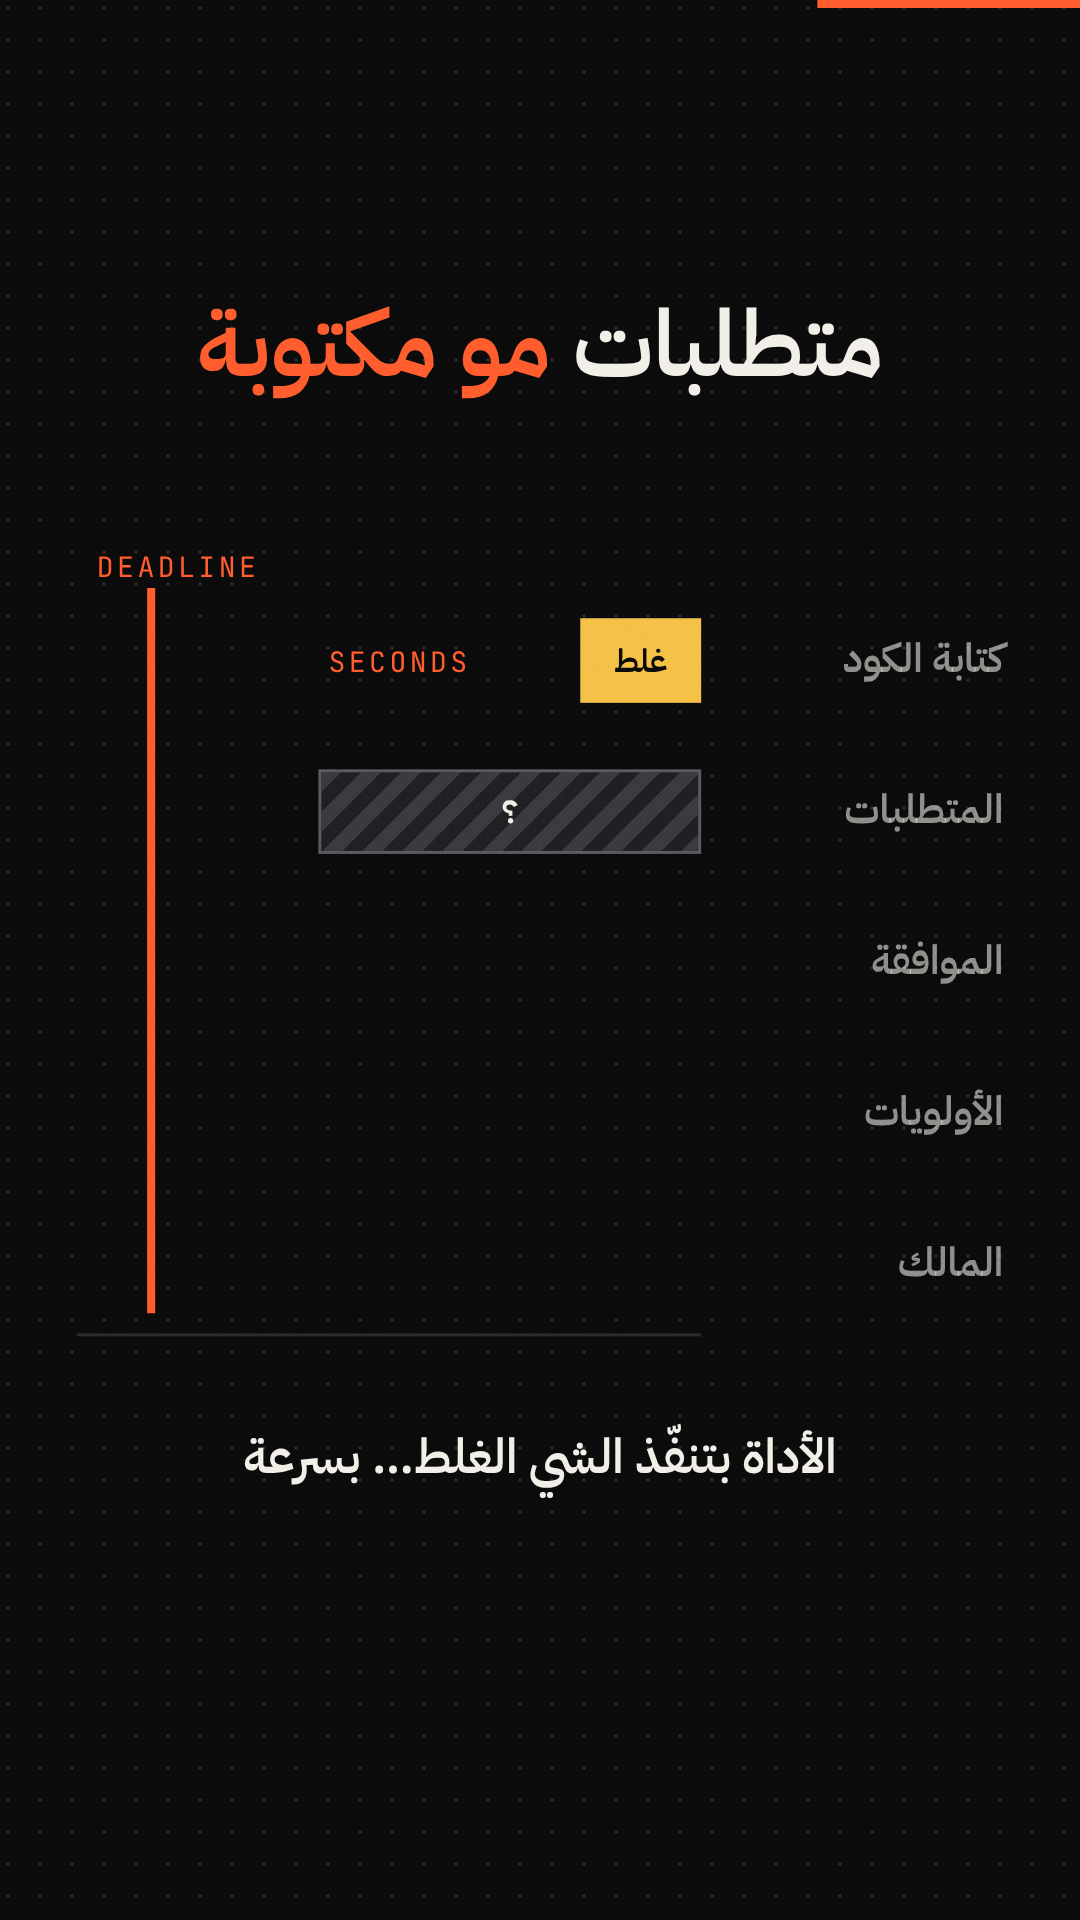 متطلبات مو مكتوبة
DEADLINE
كتابة الكود غلط SECONDS
المتطلبات ؟
الموافقة
الأولويات
المالك
الأداة بتنفّذ الشي الغلط... بسرعة